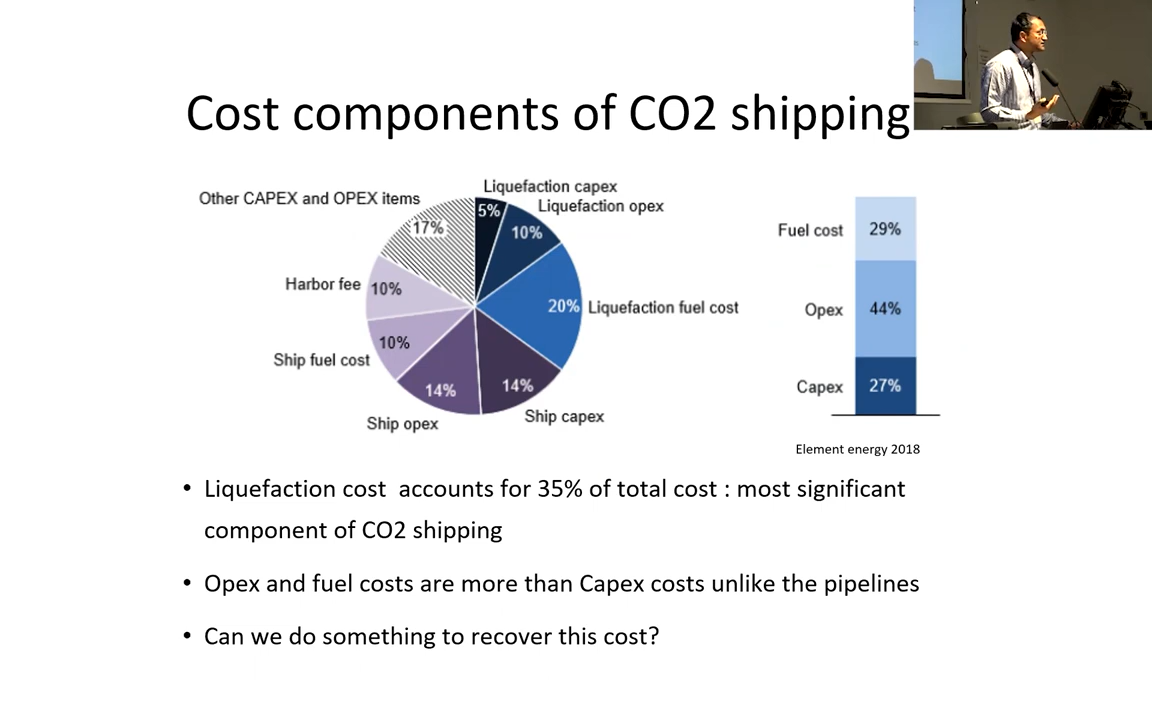 Cost components of CO2 shipping
Liquefaction capex
Other CAPEX and OPEX items
5%
Liquefaction opex
17%
10%
Fuel cost
29%
Harbor fee
10%
20%
Liquefaction fuel cost
Opex
44%
10%
Ship fuel cost
14%
14%
Capex
27%
Ship opex
Ship capex
Element energy 2018
• Liquefaction cost  accounts for 35% of total cost : most significant
component of CO2 shipping
• Opex and fuel costs are more than Capex costs unlike the pipelines
• Can we do something to recover this cost?